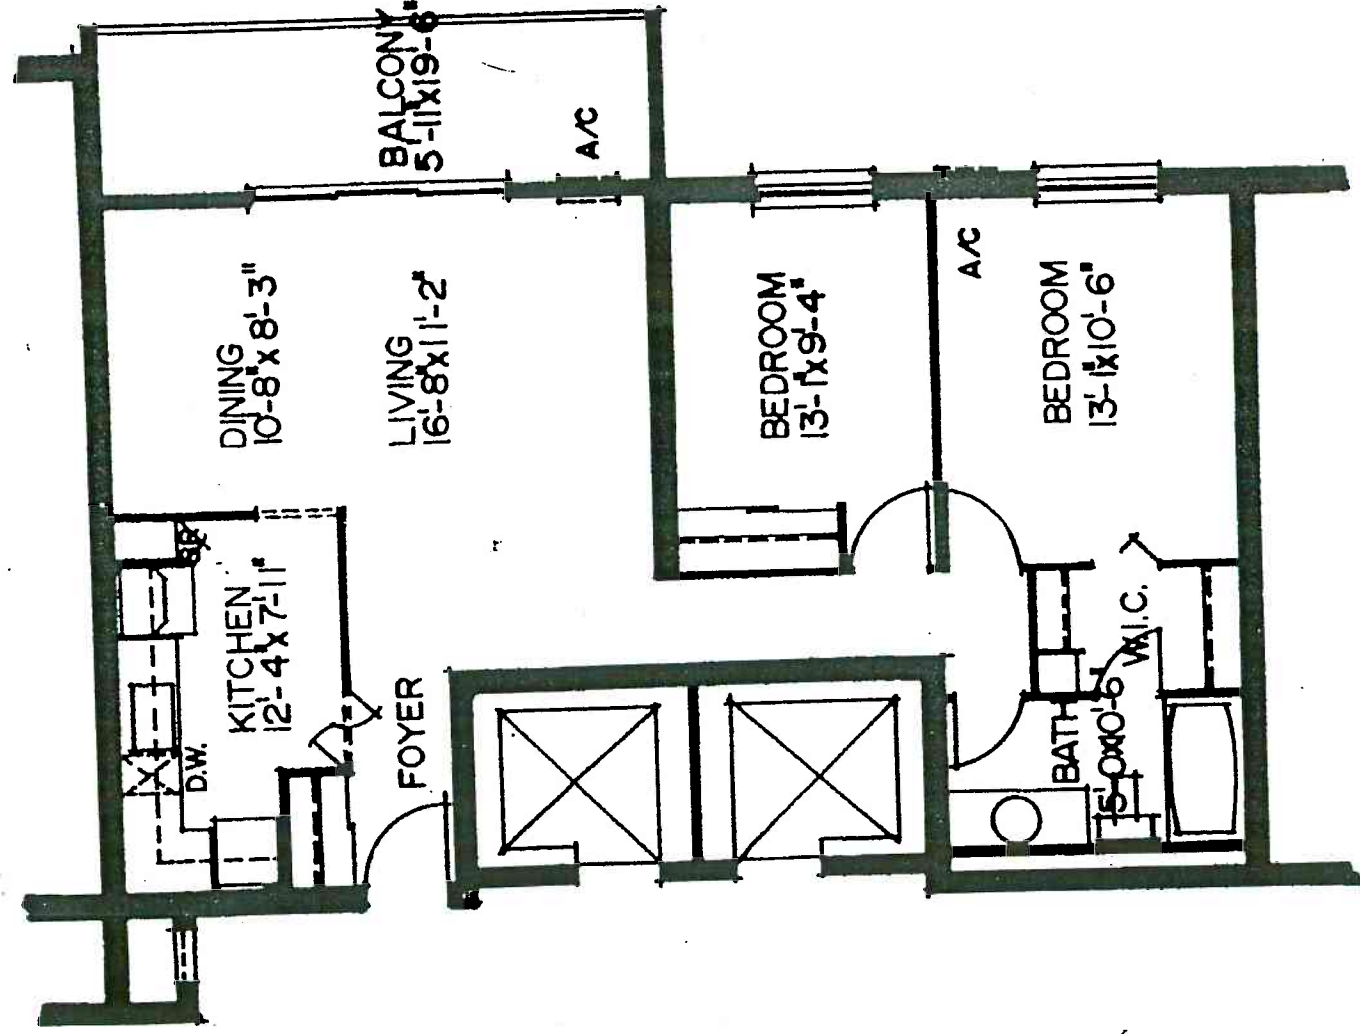 BALCONY
5'-11"x19'-6"
A/C
DINING
10'-8"x 8'-3"
LIVING
16'-8"x11'-2"
BEDROOM
13'-1"x9'-4"
A/C
BEDROOM
13'-1"x10'-6"
KITCHEN
12'-4"x 7'-11"
D.W.
FOYER
W.I.C.
BATH
5'-0"x10'-6"